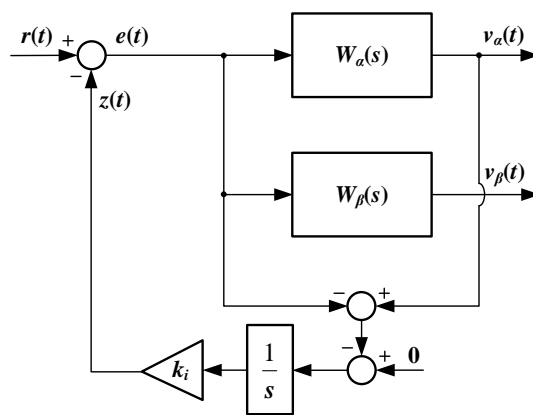 r(t)
+
−
e(t)
z(t)
W_α(s)
v_α(t)
W_β(s)
v_β(t)
−
+
−
+
0
1/s
k_i